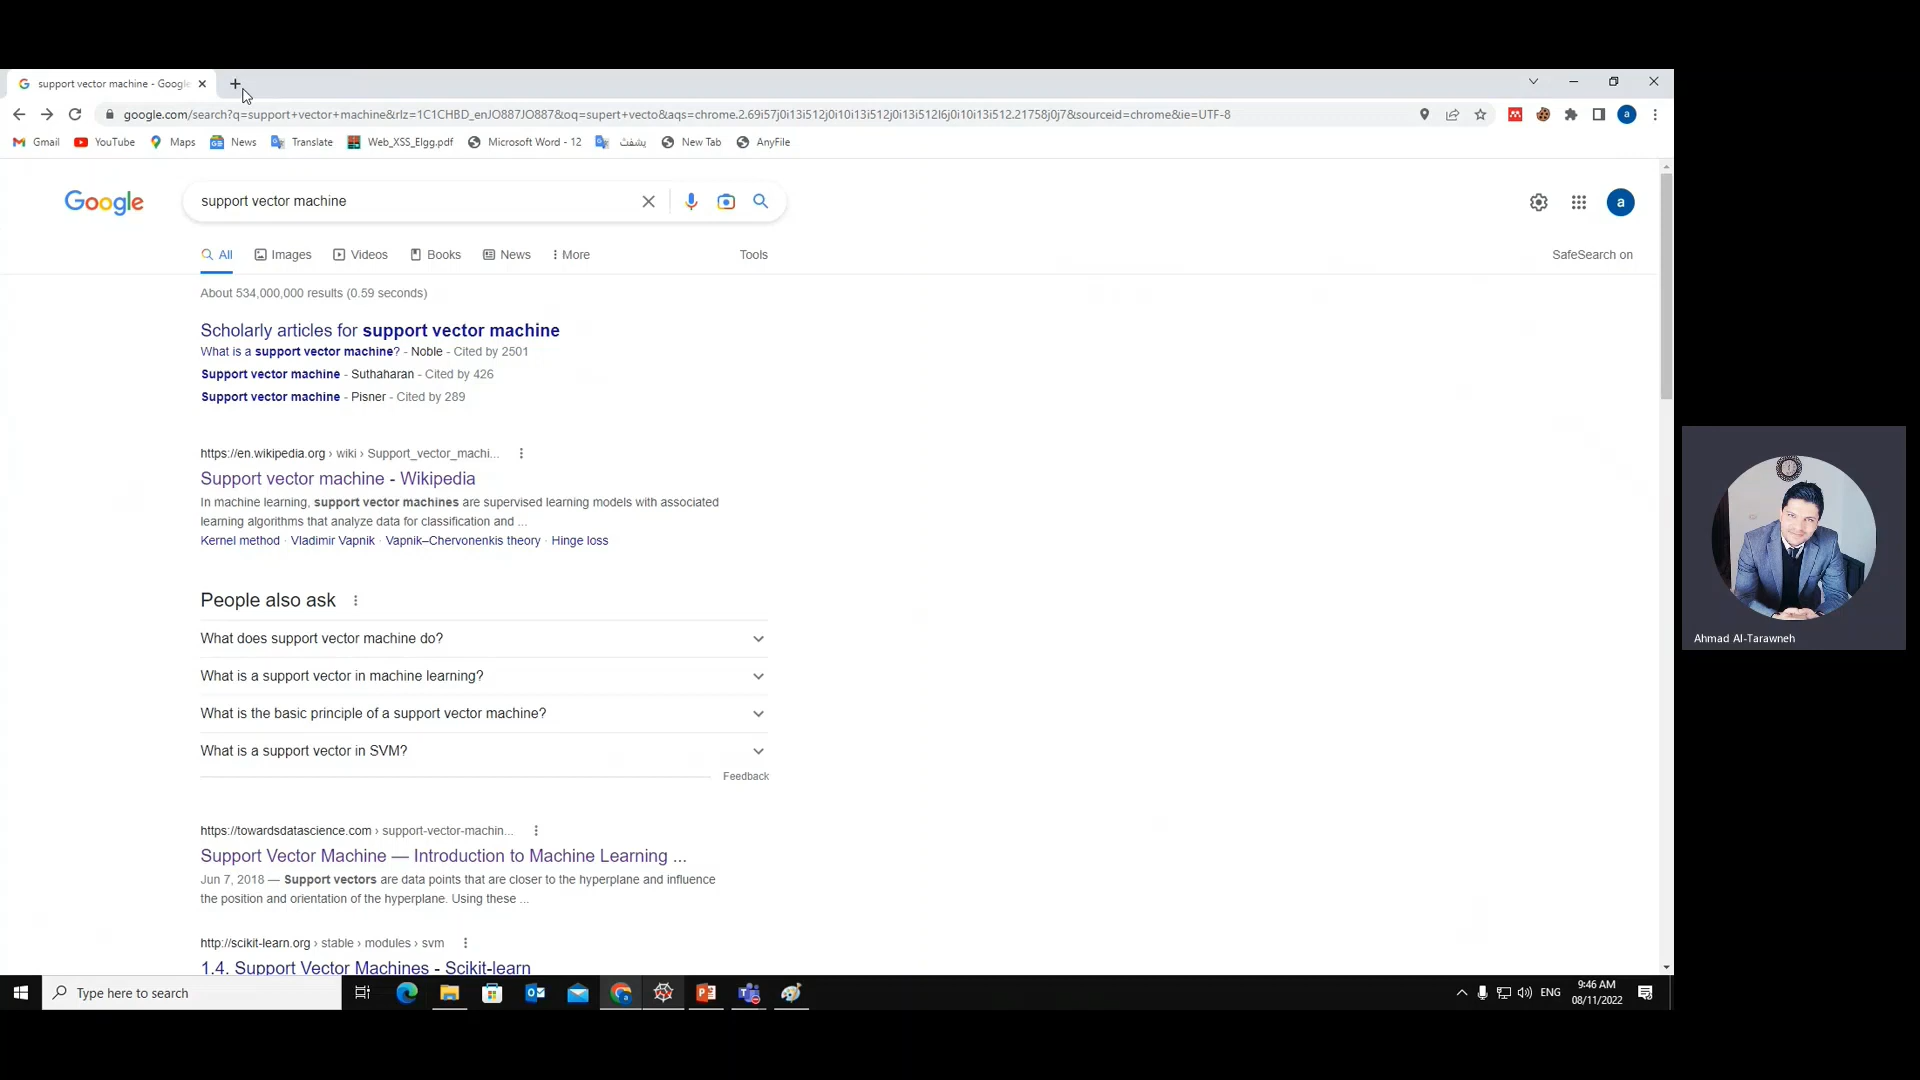 support vector machine - Google
google.com/search?q=support+vector+machine&rlz=1C1CHBD_enJO887JO887&oq=supert+vecto&aqs=chrome.2.69i57j0i13i512j0i10i13i512j0i13i512l6j0i10i13i512.21758j0j7&sourceid=chrome&ie=UTF-8
a
Gmail YouTube Maps News Translate Web_XSS_Elgg.pdf Microsoft Word - 12 يشفث New Tab AnyFile
Google support vector machine a
All Images Videos Books News More Tools SafeSearch on
About 534,000,000 results (0.59 seconds)
Scholarly articles for support vector machine
What is a support vector machine? - Noble - Cited by 2501
Support vector machine - Suthaharan - Cited by 426
Support vector machine - Pisner - Cited by 289
https://en.wikipedia.org › wiki › Support_vector_machi...
Support vector machine - Wikipedia
In machine learning, support vector machines are supervised learning models with associated
learning algorithms that analyze data for classification and ...
Kernel method · Vladimir Vapnik · Vapnik–Chervonenkis theory · Hinge loss
People also ask
What does support vector machine do?
What is a support vector in machine learning?
What is the basic principle of a support vector machine?
What is a support vector in SVM?
Feedback
https://towardsdatascience.com › support-vector-machin...
Support Vector Machine — Introduction to Machine Learning ...
Jun 7, 2018 — Support vectors are data points that are closer to the hyperplane and influence
the position and orientation of the hyperplane. Using these ...
http://scikit-learn.org › stable › modules › svm
1.4. Support Vector Machines - Scikit-learn
Ahmad Al-Tarawneh
Type here to search
ENG
9:46 AM
08/11/2022